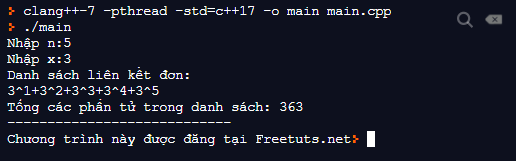 > clang++-7 -pthread -std=c++17 -o main main.cpp
> ./main
Nhập n:5
Nhập x:3
Danh sách liên kết đơn:
3^1+3^2+3^3+3^4+3^5
Tổng các phần tử trong danh sách: 363
----------------------------
Chương trình này được đăng tại Freetuts.net>